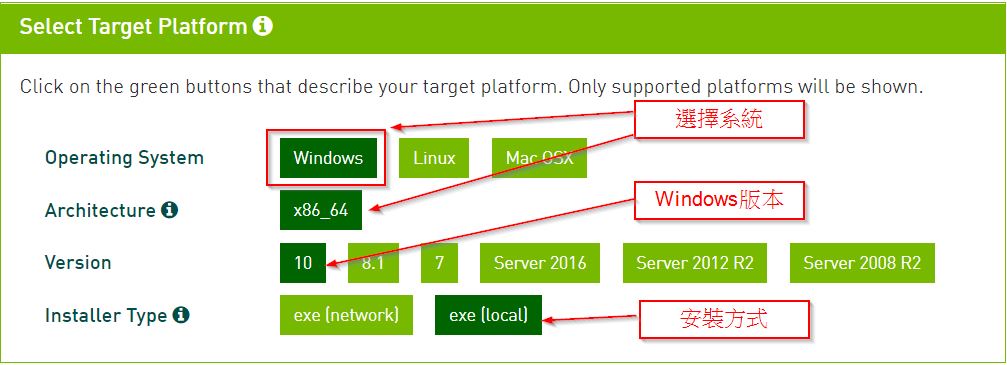 Select Target Platform
Click on the green buttons that describe your target platform. Only supported platforms will be shown.
選擇系統
Operating System Windows Linux Mac OSX
Architecture x86_64
Windows版本
Version 10 8.1 7 Server 2016 Server 2012 R2 Server 2008 R2
Installer Type exe (network) exe (local)
安裝方式